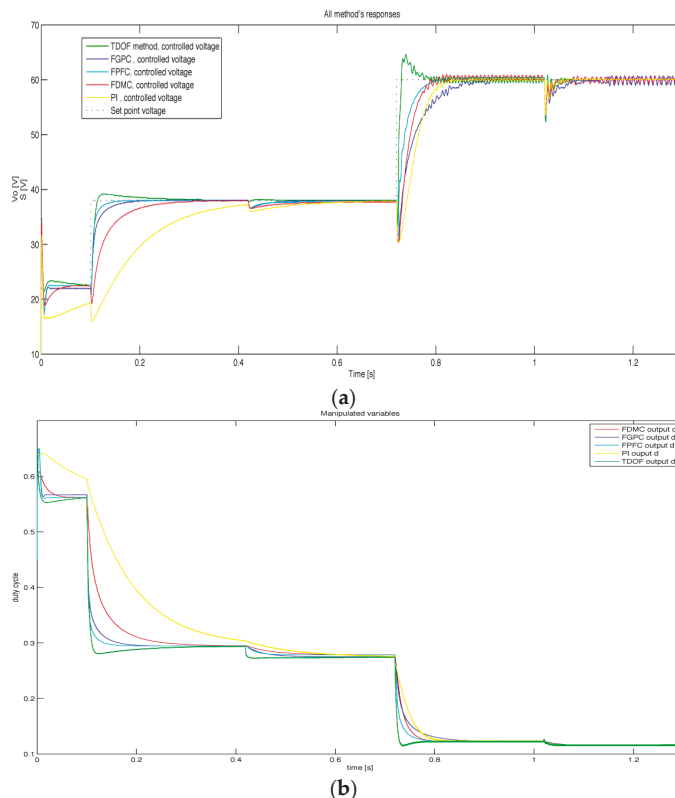 All method's responses
70
60
50
40
30
20
10
Vo [V]
S [V]
TDOF method, controlled voltage
FGPC , controlled voltage
FPFC, controlled voltage
FDMC, controlled voltage
PI , controlled voltage
Set point voltage
0 0.2 0.4 0.6 0.8 1 1.2
Time [s]
(a)
Manipulated variables
0.6
0.5
0.4
0.3
0.2
0.1
duty cycle
FDMC output d
FGPC output d
FPFC output d
PI ouput d
TDOF output d
0 0.2 0.4 0.6 0.8 1 1.2
time [s]
(b)